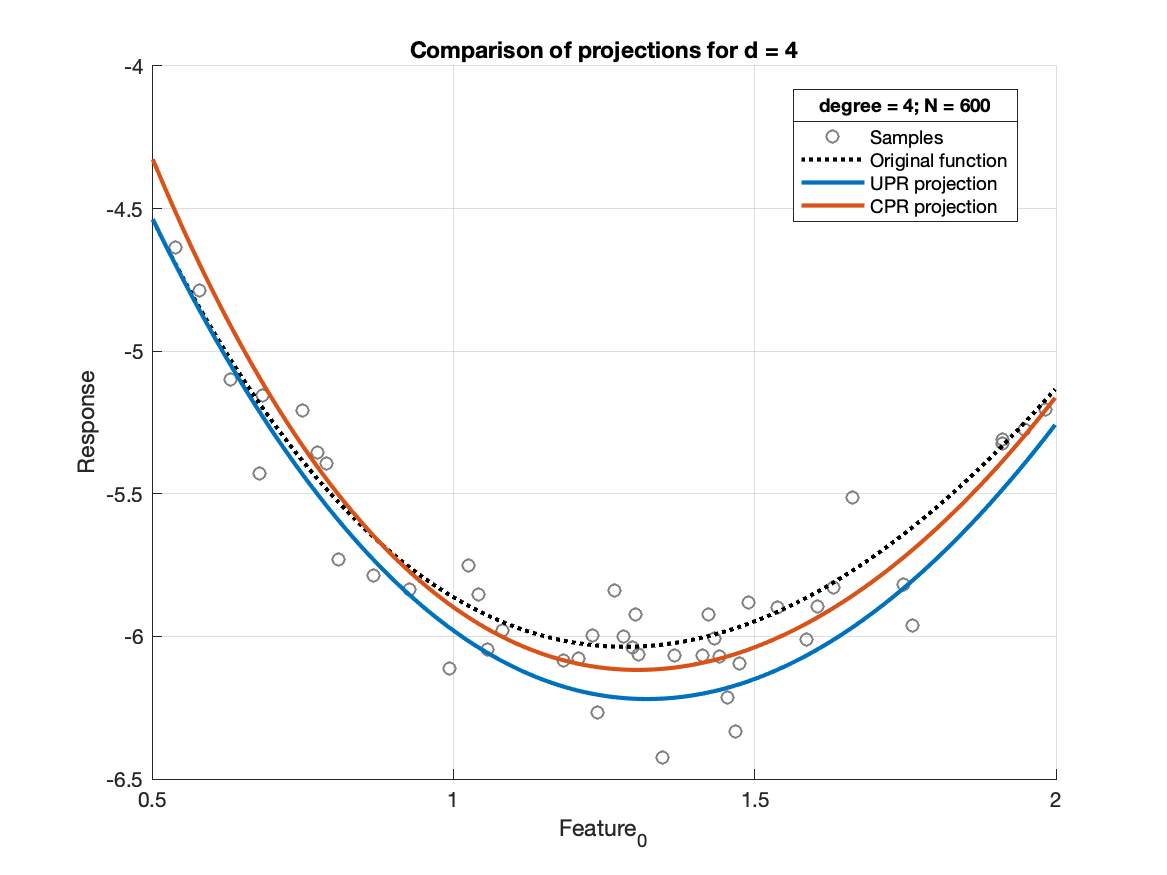 Comparison of projections for d = 4
degree = 4; N = 600
Samples
Original function
UPR projection
CPR projection
-4
-4.5
-5
-5.5
-6
-6.5
Response
0.5
1
1.5
2
Feature0